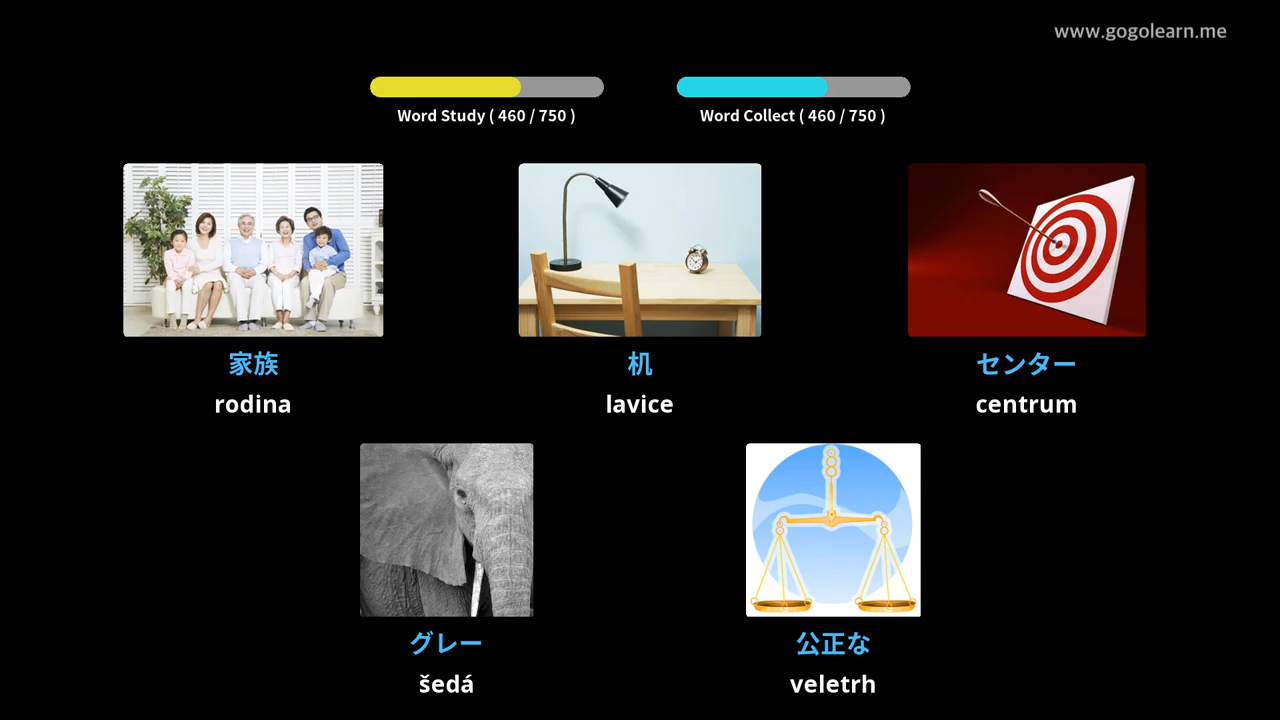 www.gogolearn.me
Word Study ( 460 / 750 )
Word Collect ( 460 / 750 )
家族
rodina
机
lavice
センター
centrum
グレー
šedá
公正な
veletrh